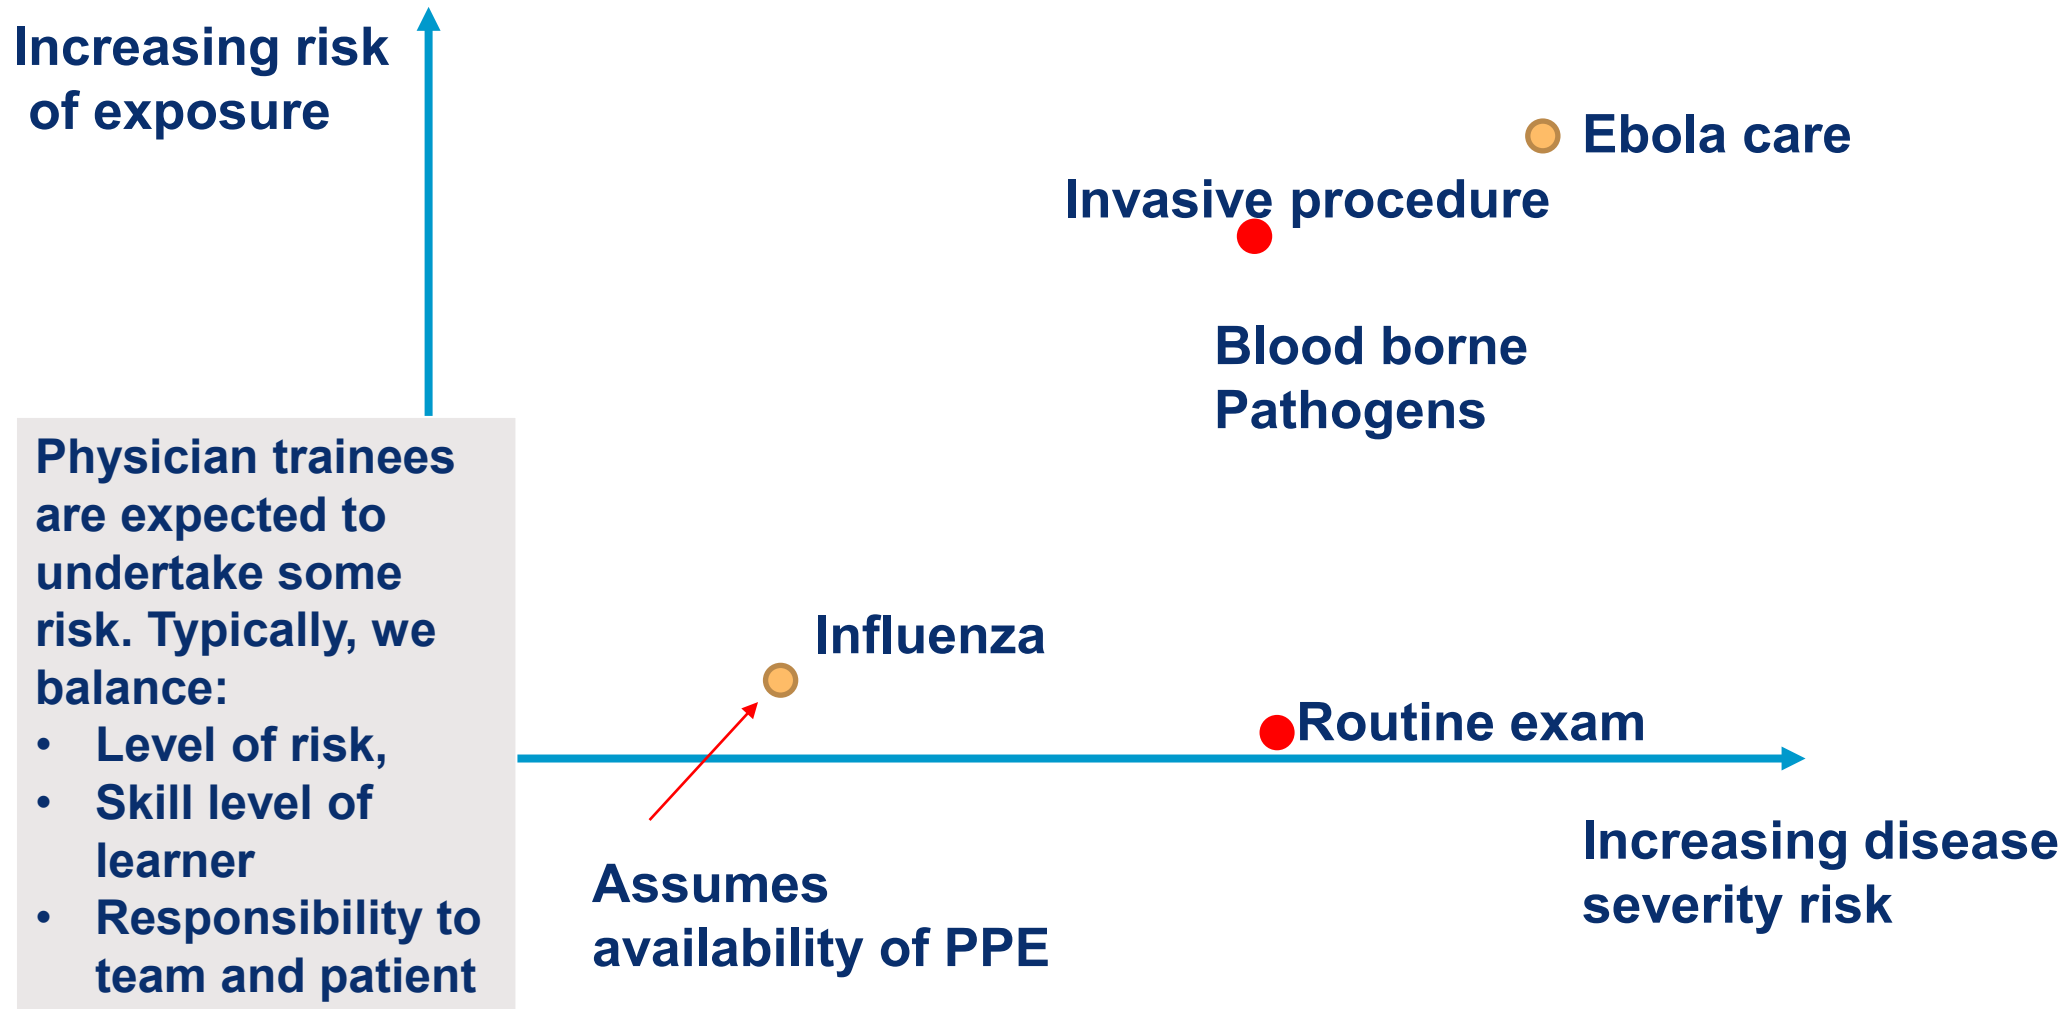 Increasing risk
of exposure
Ebola care
Invasive procedure
Blood borne
Pathogens
Physician trainees
are expected to
undertake some
risk. Typically, we
balance:
• Level of risk,
• Skill level of
learner
• Responsibility to
team and patient
Influenza
Routine exam
Assumes
availability of PPE
Increasing disease
severity risk